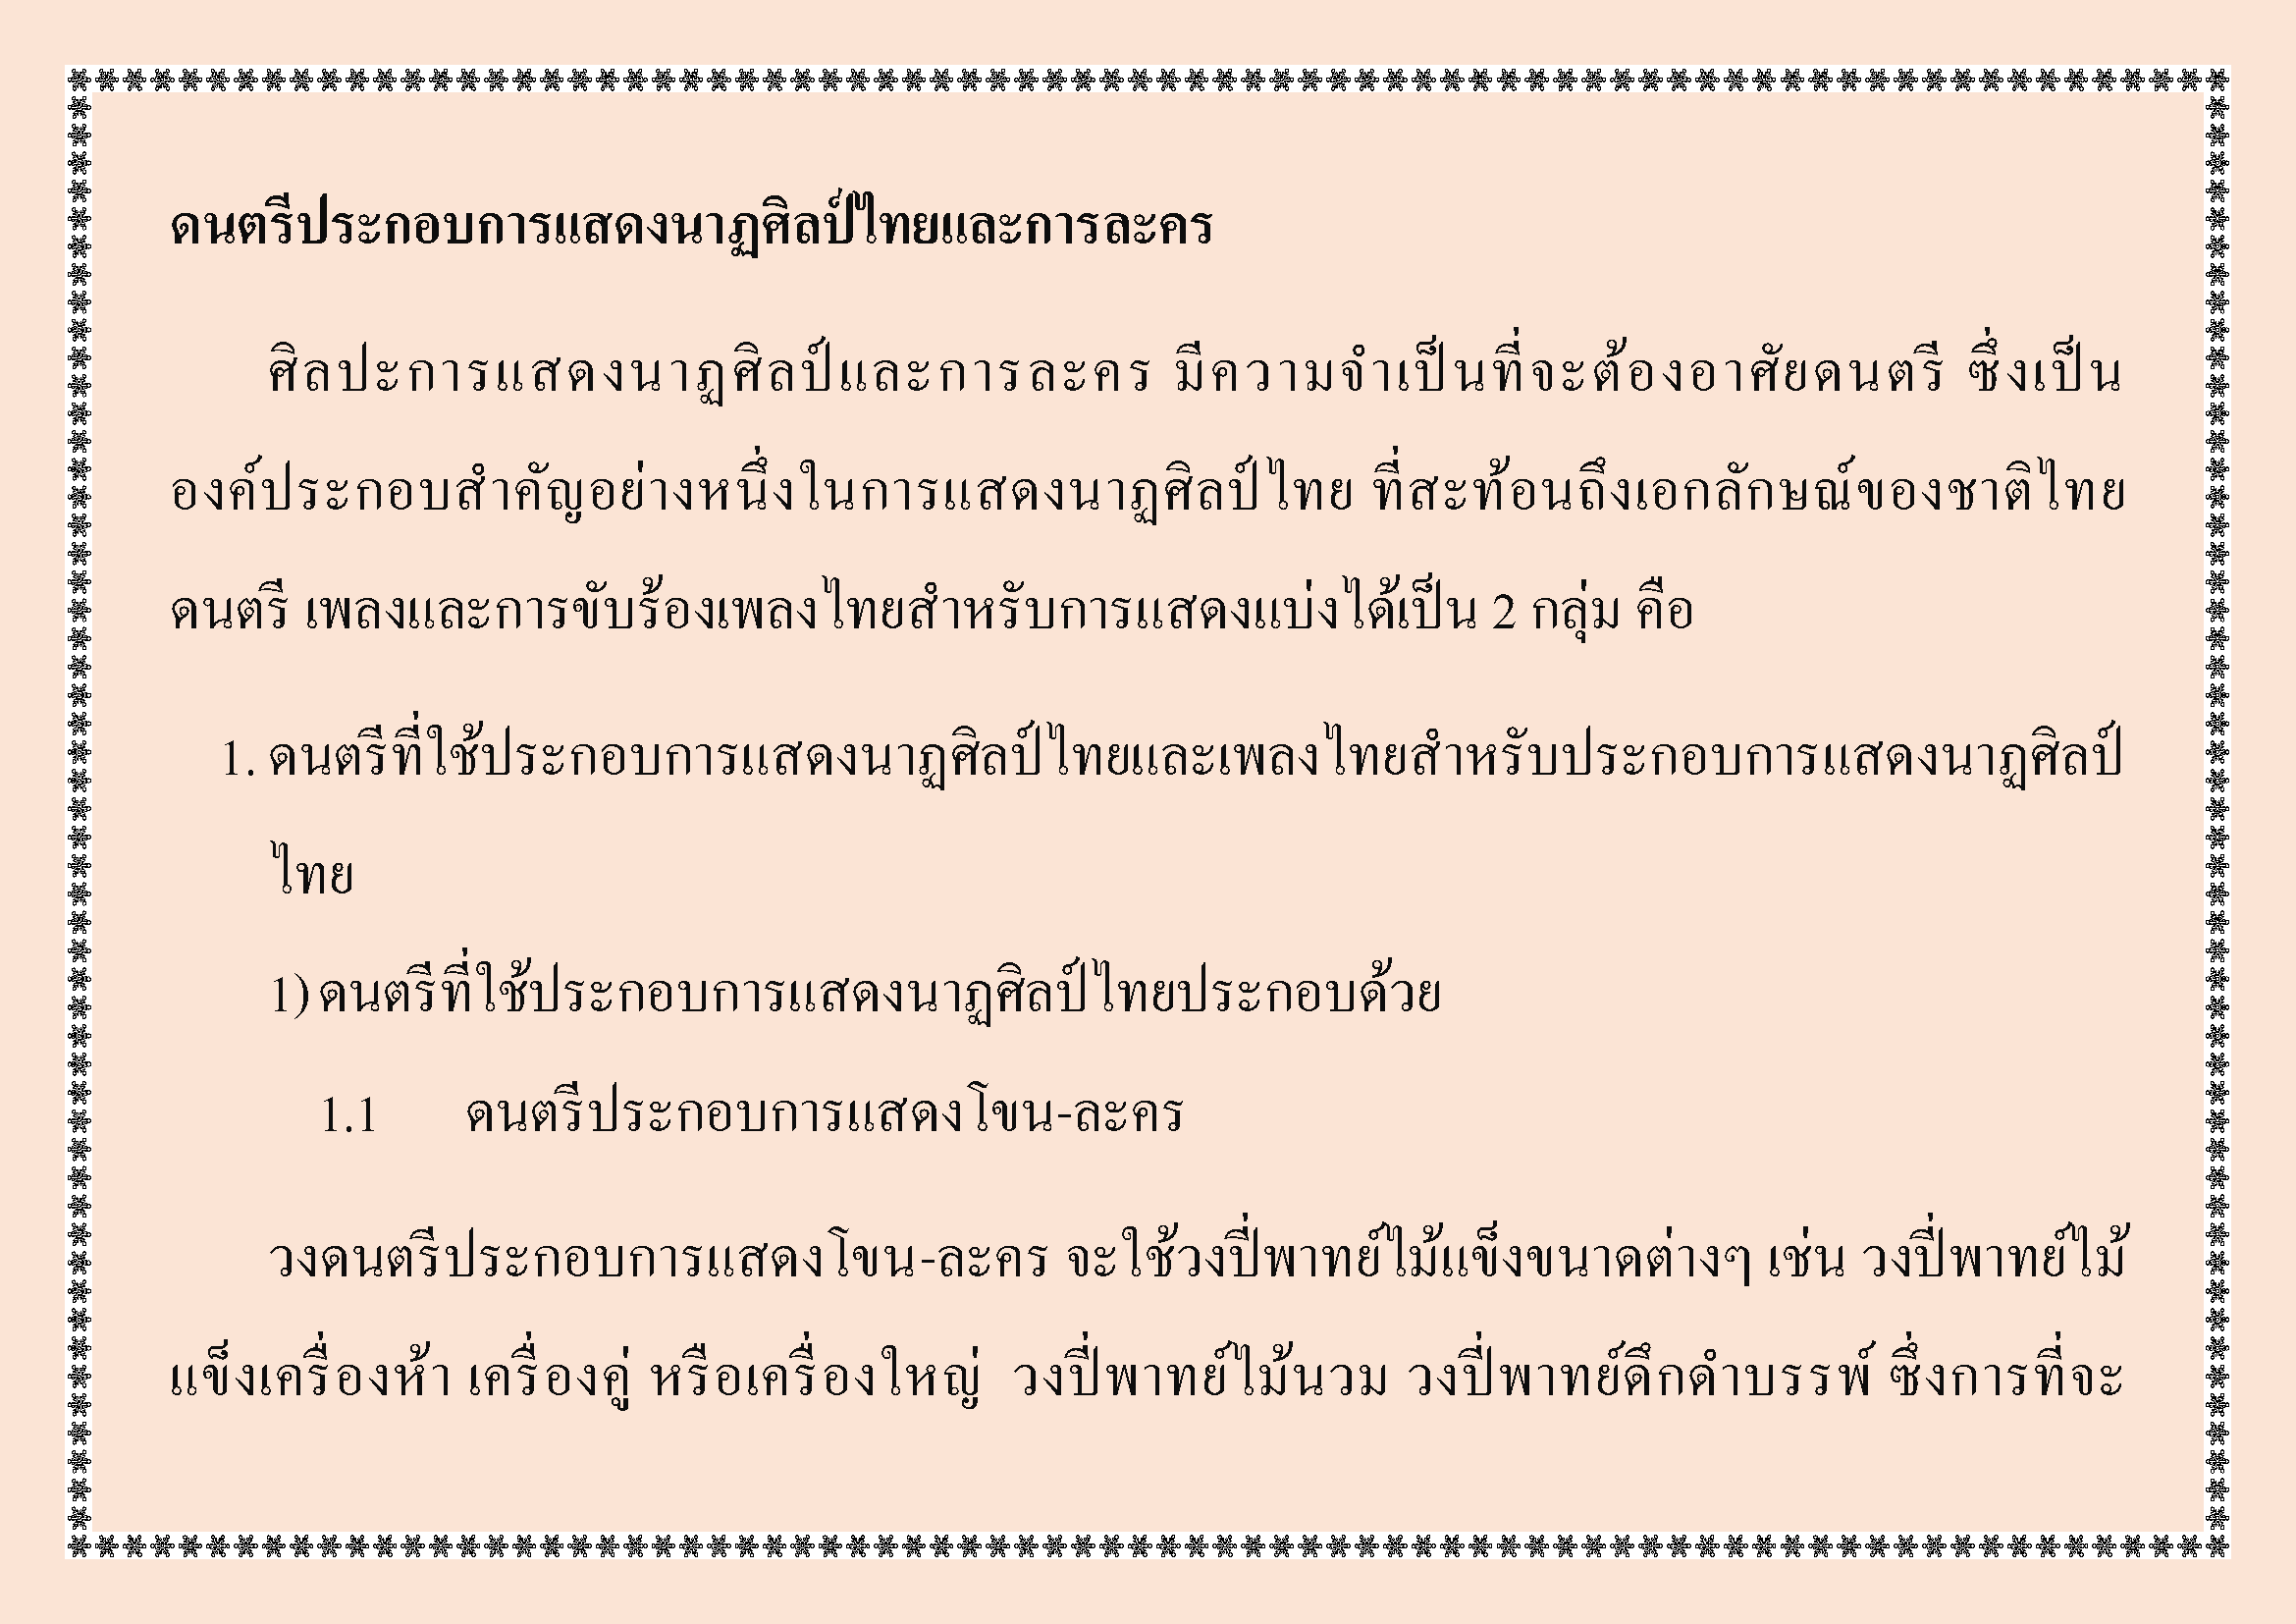 ดนตรีประกอบการแสดงนาฏศิลป์ไทยและการละคร
ศิลปะการแสดงนาฏศิลป์และการละคร มีความจำเป็นที่จะต้องอาศัยดนตรี ซึ่งเป็น
องค์ประกอบสำคัญอย่างหนึ่งในการแสดงนาฏศิลป์ไทย ที่สะท้อนถึงเอกลักษณ์ของชาติไทย
ดนตรี เพลงและการขับร้องเพลงไทยสำหรับการแสดงแบ่งได้เป็น 2 กลุ่ม คือ
1. ดนตรีที่ใช้ประกอบการแสดงนาฏศิลป์ไทยและเพลงไทยสำหรับประกอบการแสดงนาฏศิลป์
ไทย
1) ดนตรีที่ใช้ประกอบการแสดงนาฏศิลป์ไทยประกอบด้วย
1.1 ดนตรีประกอบการแสดงโขน-ละคร
วงดนตรีประกอบการแสดงโขน-ละคร จะใช้วงปี่พาทย์ไม้แข็งขนาดต่างๆ เช่น วงปี่พาทย์ไม้
แข็งเครื่องห้า เครื่องคู่ หรือเครื่องใหญ่ วงปี่พาทย์ไม้นวม วงปี่พาทย์ดึกดำบรรพ์ ซึ่งการที่จะ